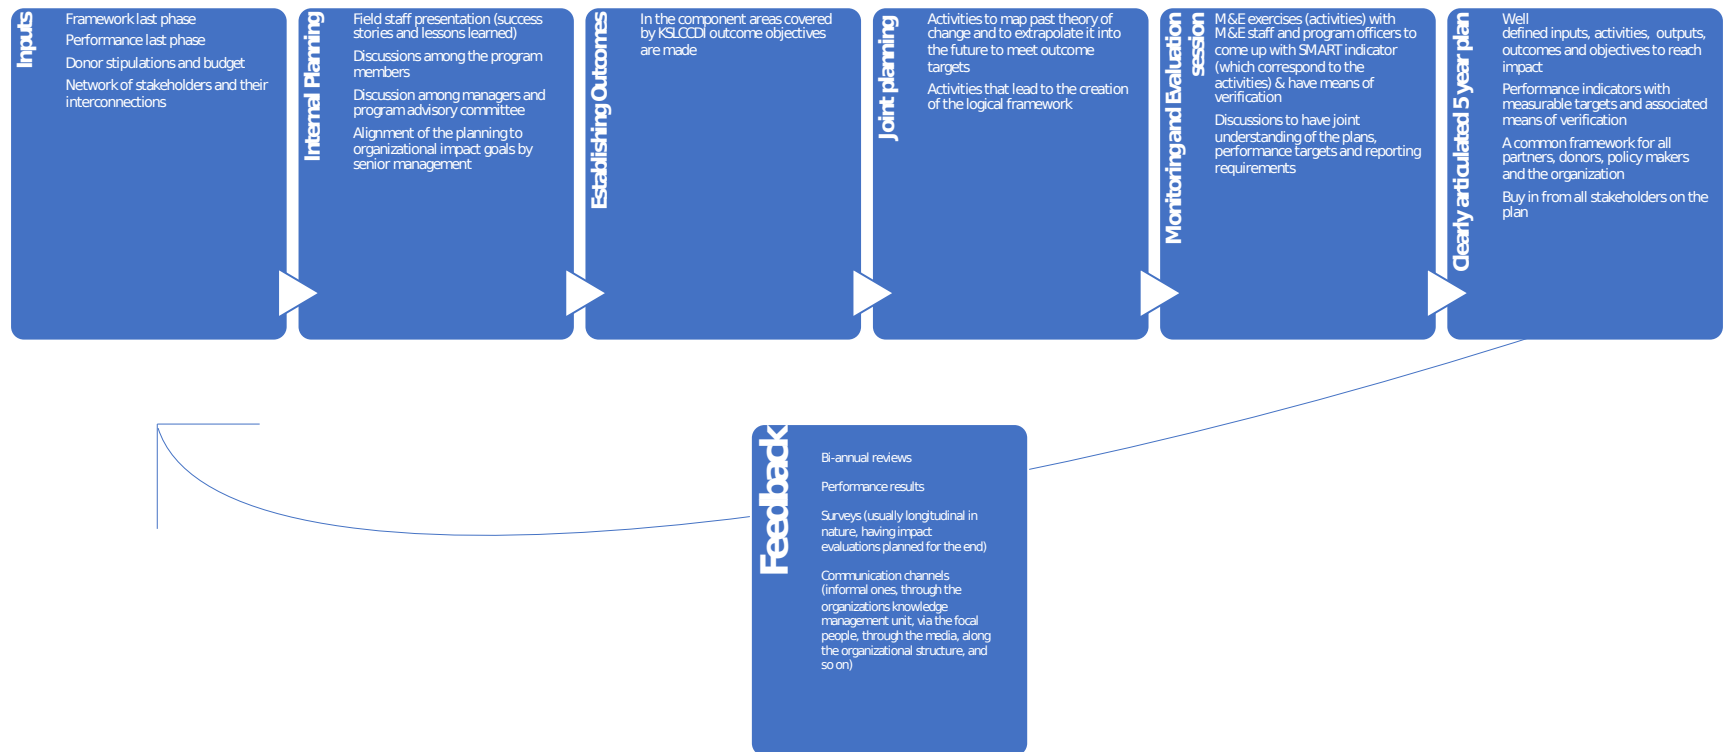 Inputs
Framework last phase
Performance last phase
Donor stipulations and budget
Network of stakeholders and their
interconnections
Internal Planning
Field staff presentation (success
stories and lessons learned)
Discussions among the program
members
Discussion among managers and
program advisory committee
Alignment of the planning to
organizational impact goals by
senior management
Establishing Outcomes
In the component areas covered
by KSLCCDI outcome objectives
are made
Joint planning
Activities to map past theory of
change and to extrapolate it into
the future to meet outcome
targets
Activities that lead to the creation
of the logical framework
Monitoring and Evaluation
session
M&E exercises (activities) with
M&E staff and program officers to
come up with SMART indicator
(which correspond to the
activities) & have means of
verification
Discussions to have joint
understanding of the plans,
performance targets and reporting
requirements
Clearly articulated 5 year plan
Well
defined inputs, activities, outputs,
outcomes and objectives to reach
impact
Performance indicators with
measurable targets and associated
means of verification
A common framework for all
partners, donors, policy makers
and the organization
Buy in from all stakeholders on the
plan
Feedback
Bi-annual reviews
Performance results
Surveys (usually longitudinal in
nature, having impact
evaluations planned for the end)
Communication channels
(informal ones, through the
organizations knowledge
management unit, via the focal
people, through the media, along
the organizational structure, and
so on)